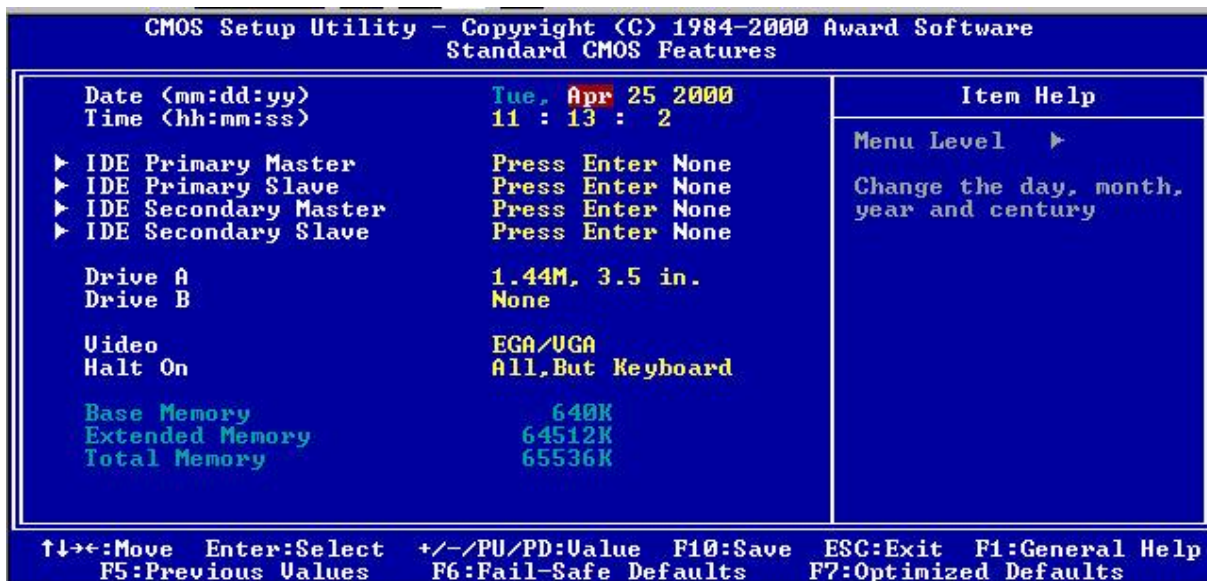 CMOS Setup Utility - Copyright (C) 1984-2000 Award Software
Standard CMOS Features
Date (mm:dd:yy) Tue, Apr 25 2000
Time (hh:mm:ss) 11 : 13 : 2
Item Help
Menu Level ►
Change the day, month,
year and century
► IDE Primary Master Press Enter None
► IDE Primary Slave Press Enter None
► IDE Secondary Master Press Enter None
► IDE Secondary Slave Press Enter None
Drive A 1.44M, 3.5 in.
Drive B None
Video EGA/VGA
Halt On All,But Keyboard
Base Memory 640K
Extended Memory 64512K
Total Memory 65536K
↑↓→←:Move Enter:Select +/-/PU/PD:Value F10:Save ESC:Exit F1:General Help
F5:Previous Values F6:Fail-Safe Defaults F7:Optimized Defaults